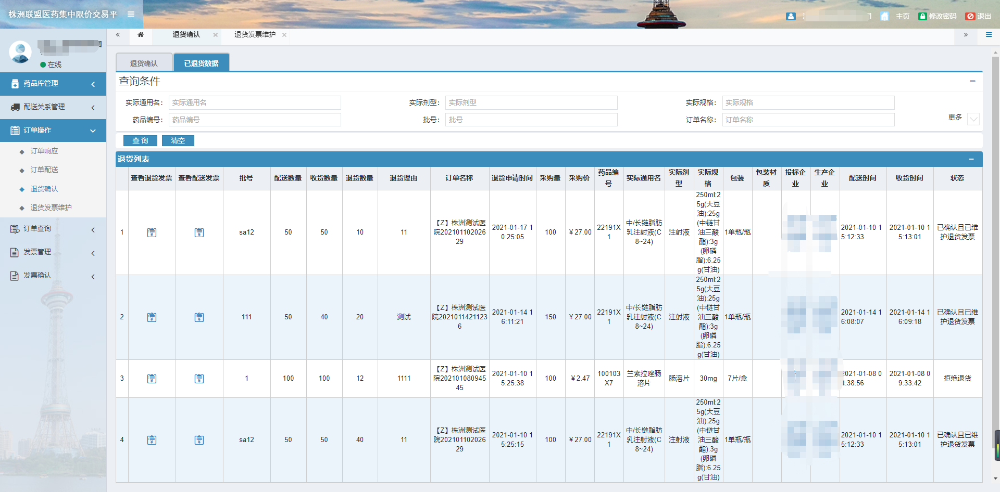 株洲联盟医药集中限价交易平
主页
修改密码
退出
在线
药品库管理
配送关系管理
订单操作
订单响应
订单配送
退货确认
退货发票维护
订单查询
发票管理
发票确认
退货确认
退货发票维护
退货确认
已退货数据
查询条件
实际通用名： 实际通用名
实际剂型： 实际剂型
实际规格： 实际规格
药品编号： 药品编号
批号： 批号
订单名称： 订单名称
更多
查 询
清空
退货列表
查看退货发票 查看配送发票 批号 配送数量 收货数量 退货数量 退货理由 订单名称 退货申请时间 采购量 采购价 药品编号 实际通用名 实际剂型 实际规格 包装 包装材质 投标企业 生产企业 配送时间 收货时间 状态
1 sa12 50 50 10 11 【Z】株洲测试医院20210110202629 2021-01-17 10:25:05 100 ￥27.00 22191X1 中/长链脂肪乳注射液(C8~24) 注射液 250ml:25g(大豆油):25g(中链甘油三酸酯):3g(卵磷脂):6.25g(甘油) 1单瓶/瓶 2021-01-10 15:12:33 2021-01-10 15:13:01 已确认且已维护退货发票
2 111 50 40 20 测试 【Z】株洲测试医院20210114211236 2021-01-14 16:11:21 150 ￥27.00 22191X1 中/长链脂肪乳注射液(C8~24) 注射液 250ml:25g(大豆油):25g(中链甘油三酸酯):3g(卵磷脂):6.25g(甘油) 1单瓶/瓶 2021-01-14 16:08:07 2021-01-14 16:09:18 已确认且已维护退货发票
3 1 100 100 12 1111 【Z】株洲测试医院20210108094545 2021-01-10 15:25:38 100 ￥2.47 100103X7 兰索拉唑肠溶片 肠溶片 30mg 7片/盒 2021-01-08 0 :38:56 2021-01-08 09:33:42 拒绝退货
4 sa12 50 50 40 11 【Z】株洲测试医院20210110202629 2021-01-10 15:25:15 100 ￥27.00 22191X1 中/长链脂肪乳注射液(C8~24) 注射液 250ml:25g(大豆油):25g(中链甘油三酸酯):3g(卵磷脂):6.25g(甘油) 1单瓶/瓶 2021-01-10 15:12:33 2021-01-10 15:13:01 已确认且已维护退货发票